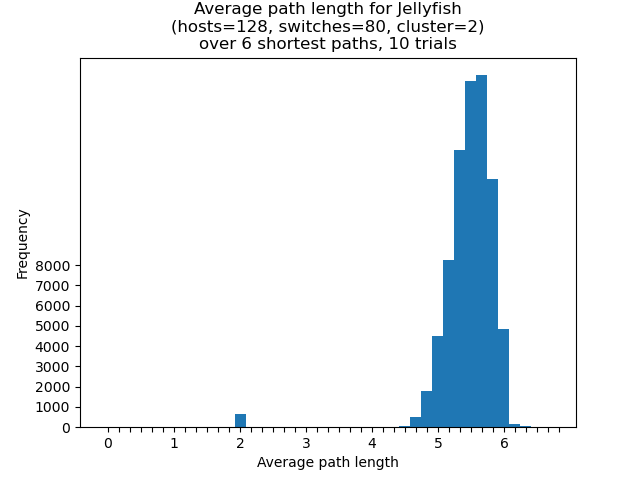 Average path length for Jellyfish
(hosts=128, switches=80, cluster=2)
over 6 shortest paths, 10 trials
Frequency
8000
7000
6000
5000
4000
3000
2000
1000
0
0 1 2 3 4 5 6
Average path length